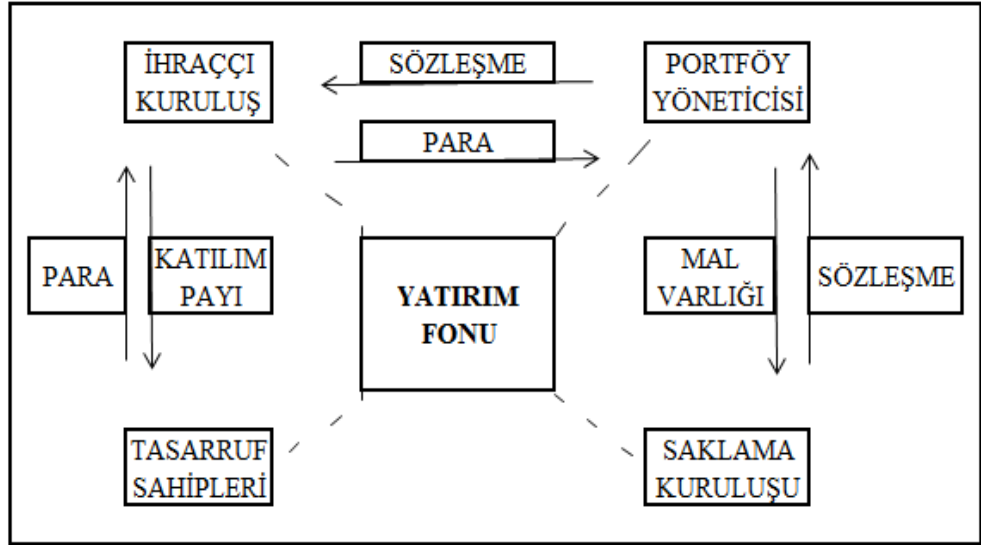 İHRAÇÇI
KURULUŞ
SÖZLEŞME
PORTFÖY
YÖNETİCİSİ
PARA
PARA
KATILIM
PAYI
YATIRIM
FONU
MAL
VARLIĞI
SÖZLEŞME
TASARRUF
SAHİPLERİ
SAKLAMA
KURULUŞU